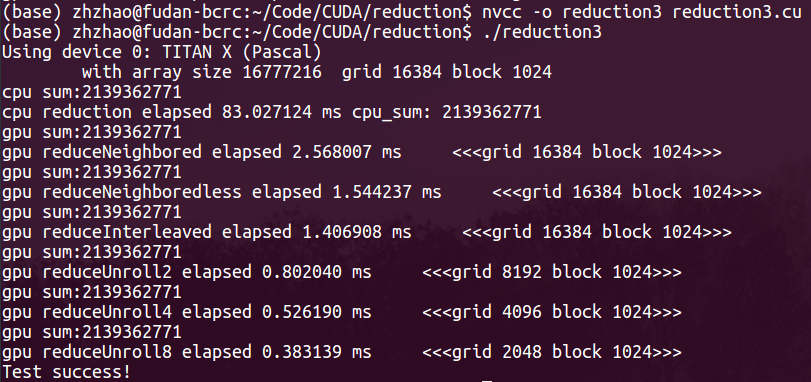 (base) zhzhao@fudan-bcrc:~/Code/CUDA/reduction$ nvcc -o reduction3 reduction3.cu
(base) zhzhao@fudan-bcrc:~/Code/CUDA/reduction$ ./reduction3
Using device 0: TITAN X (Pascal)
        with array size 16777216  grid 16384 block 1024
cpu sum:2139362771
cpu reduction elapsed 83.027124 ms cpu_sum: 2139362771
gpu sum:2139362771
gpu reduceNeighbored elapsed 2.568007 ms     <<<grid 16384 block 1024>>>
gpu sum:2139362771
gpu reduceNeighboredless elapsed 1.544237 ms     <<<grid 16384 block 1024>>>
gpu sum:2139362771
gpu reduceInterleaved elapsed 1.406908 ms     <<<grid 16384 block 1024>>>
gpu sum:2139362771
gpu reduceUnroll2 elapsed 0.802040 ms     <<<grid 8192 block 1024>>>
gpu sum:2139362771
gpu reduceUnroll4 elapsed 0.526190 ms     <<<grid 4096 block 1024>>>
gpu sum:2139362771
gpu reduceUnroll8 elapsed 0.383139 ms     <<<grid 2048 block 1024>>>
Test success!